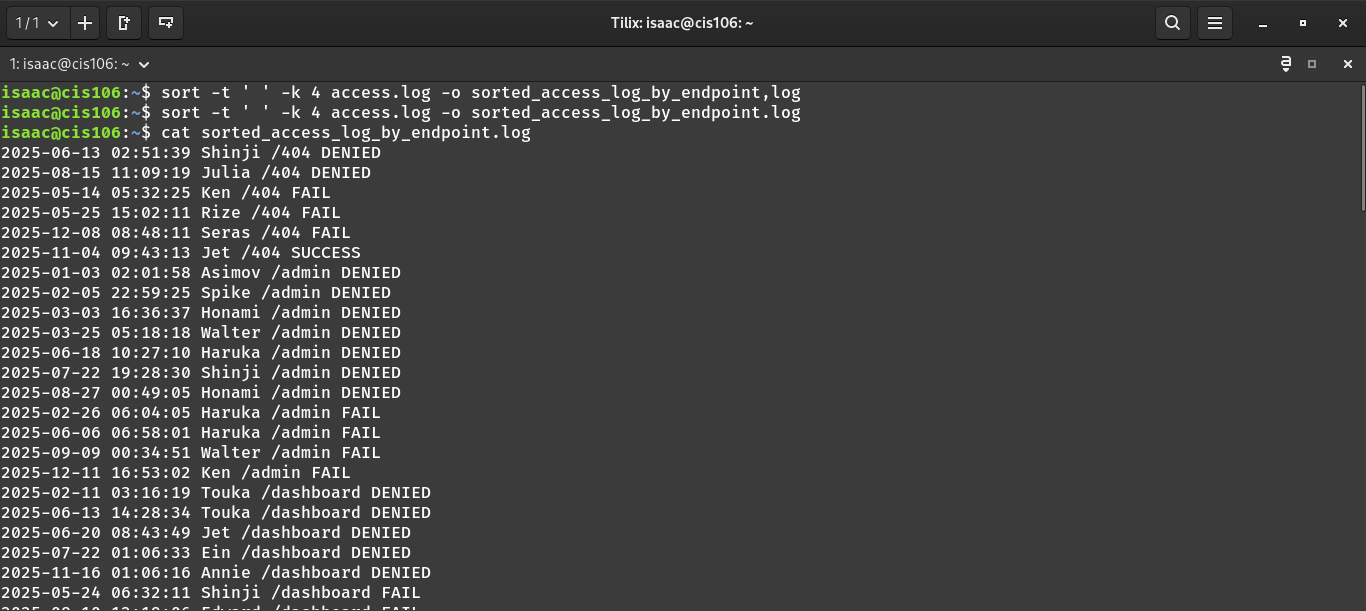 1/1
Tilix: isaac@cis106: ~
1: isaac@cis106: ~
isaac@cis106:~$ sort -t ' ' -k 4 access.log -o sorted_access_log_by_endpoint,log
isaac@cis106:~$ sort -t ' ' -k 4 access.log -o sorted_access_log_by_endpoint.log
isaac@cis106:~$ cat sorted_access_log_by_endpoint.log
2025-06-13 02:51:39 Shinji /404 DENIED
2025-08-15 11:09:19 Julia /404 DENIED
2025-05-14 05:32:25 Ken /404 FAIL
2025-05-25 15:02:11 Rize /404 FAIL
2025-12-08 08:48:11 Seras /404 FAIL
2025-11-04 09:43:13 Jet /404 SUCCESS
2025-01-03 02:01:58 Asimov /admin DENIED
2025-02-05 22:59:25 Spike /admin DENIED
2025-03-03 16:36:37 Honami /admin DENIED
2025-03-25 05:18:18 Walter /admin DENIED
2025-06-18 10:27:10 Haruka /admin DENIED
2025-07-22 19:28:30 Shinji /admin DENIED
2025-08-27 00:49:05 Honami /admin DENIED
2025-02-26 06:04:05 Haruka /admin FAIL
2025-06-06 06:58:01 Haruka /admin FAIL
2025-09-09 00:34:51 Walter /admin FAIL
2025-12-11 16:53:02 Ken /admin FAIL
2025-02-11 03:16:19 Touka /dashboard DENIED
2025-06-13 14:28:34 Touka /dashboard DENIED
2025-06-20 08:43:49 Jet /dashboard DENIED
2025-07-22 01:06:33 Ein /dashboard DENIED
2025-11-16 01:06:16 Annie /dashboard DENIED
2025-05-24 06:32:11 Shinji /dashboard FAIL